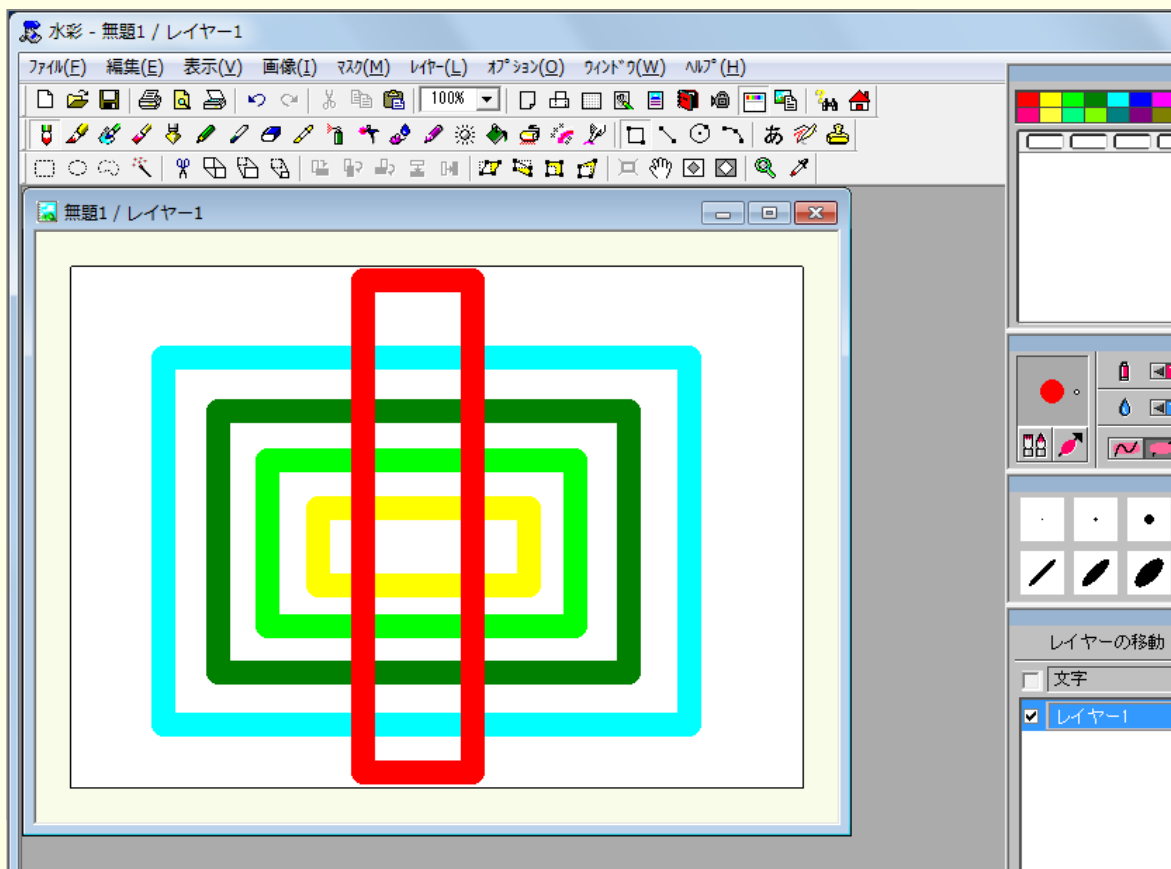 水彩 - 無題1 / レイヤー1
ﾌｧｲﾙ(F) 編集(E) 表示(V) 画像(I) ﾏｽｸ(M) ﾚｲﾔｰ(L) ｵﾌﾟｼｮﾝ(O) ｳｨﾝﾄﾞｳ(W) ﾍﾙﾌﾟ(H)
100%
あ
無題1 / レイヤー1
レイヤーの移動
文字
レイヤー1